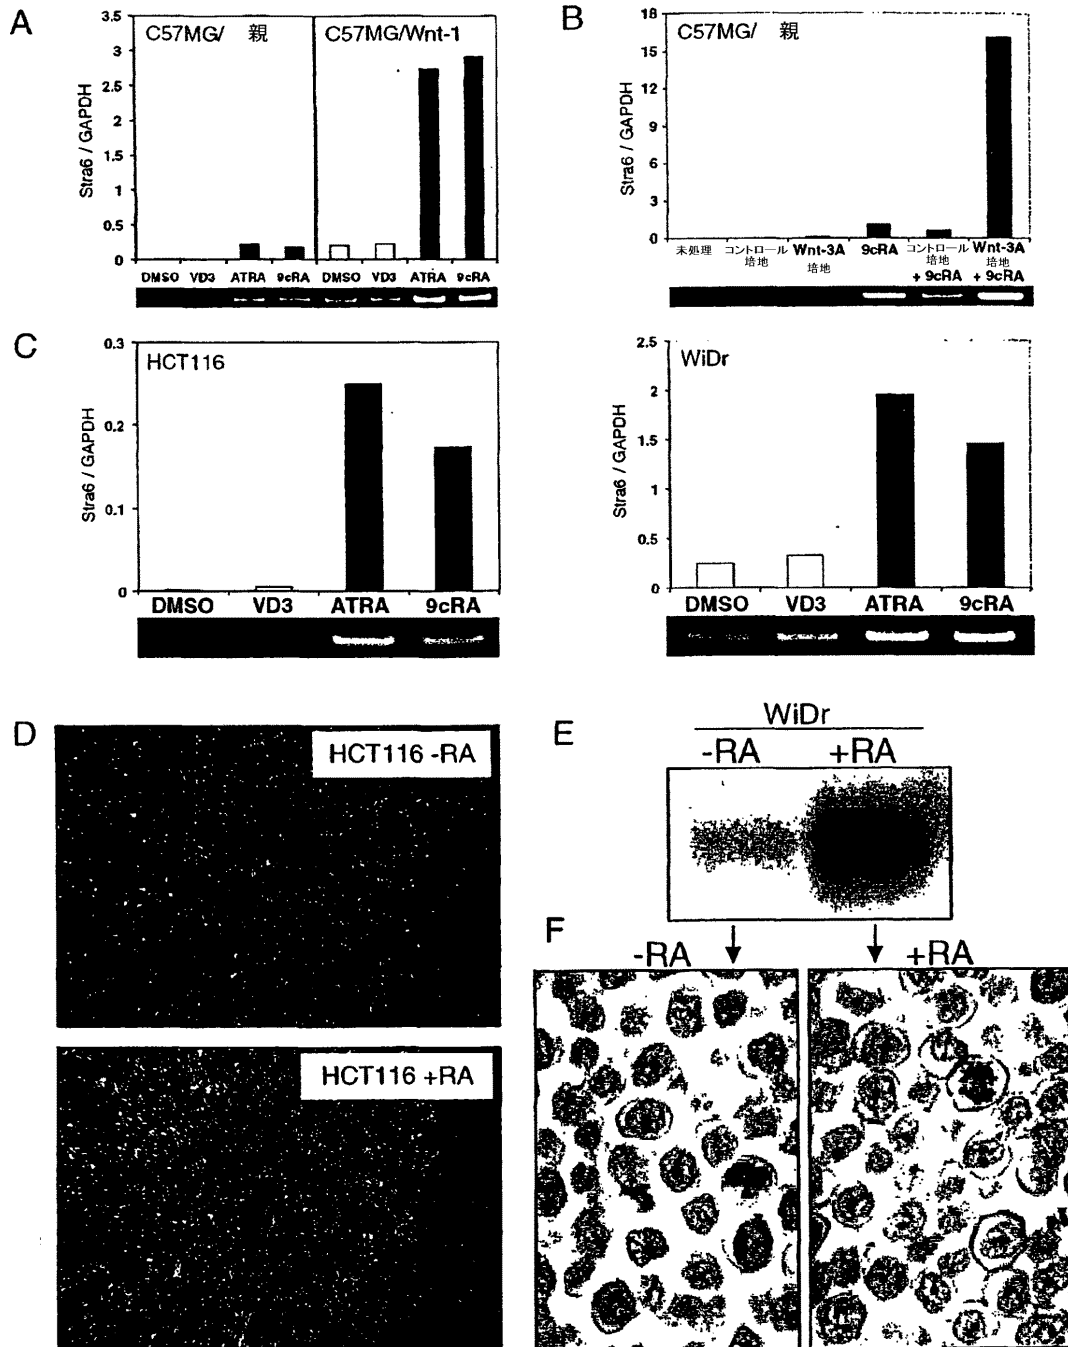 A
C57MG/ 親
C57MG/Wnt-1
Stra6 / GAPDH
3.5
3
2.5
2
1.5
1
0.5
0
DMSO VD3 ATRA 9cRA DMSO VD3 ATRA 9cRA
B
C57MG/ 親
Stra6 / GAPDH
18
15
12
9
6
3
0
未処理
コントロール
培地
Wnt-3A
培地
9cRA
コントロール
培地
+ 9cRA
Wnt-3A
培地
+ 9cRA
C
HCT116
Stra6 / GAPDH
0.3
0.2
0.1
0
DMSO VD3 ATRA 9cRA
WiDr
Stra6 / GAPDH
2.5
2
1.5
1
0.5
0
DMSO VD3 ATRA 9cRA
D
HCT116 -RA
HCT116 +RA
E
WiDr
-RA +RA
F
-RA +RA